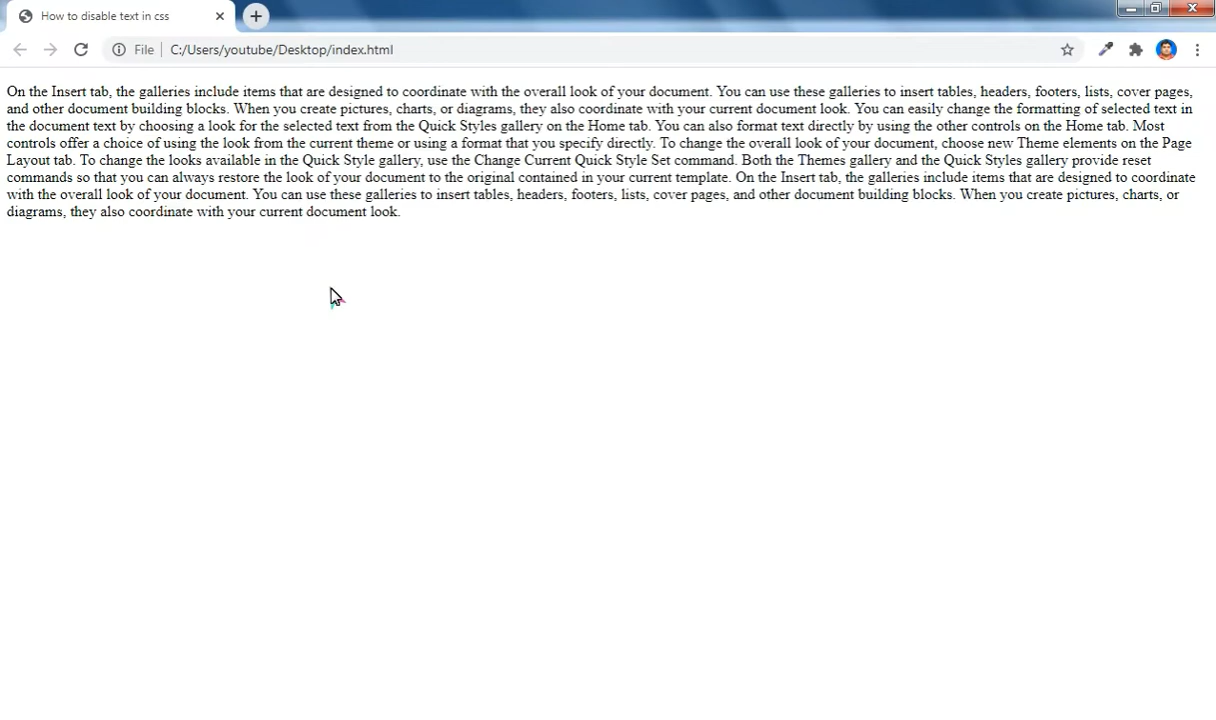 How to disable text in css
File
C:/Users/youtube/Desktop/index.html
On the Insert tab, the galleries include items that are designed to coordinate with the overall look of your document. You can use these galleries to insert tables, headers, footers, lists, cover pages,
and other document building blocks. When you create pictures, charts, or diagrams, they also coordinate with your current document look. You can easily change the formatting of selected text in
the document text by choosing a look for the selected text from the Quick Styles gallery on the Home tab. You can also format text directly by using the other controls on the Home tab. Most
controls offer a choice of using the look from the current theme or using a format that you specify directly. To change the overall look of your document, choose new Theme elements on the Page
Layout tab. To change the looks available in the Quick Style gallery, use the Change Current Quick Style Set command. Both the Themes gallery and the Quick Styles gallery provide reset
commands so that you can always restore the look of your document to the original contained in your current template. On the Insert tab, the galleries include items that are designed to coordinate
with the overall look of your document. You can use these galleries to insert tables, headers, footers, lists, cover pages, and other document building blocks. When you create pictures, charts, or
diagrams, they also coordinate with your current document look.